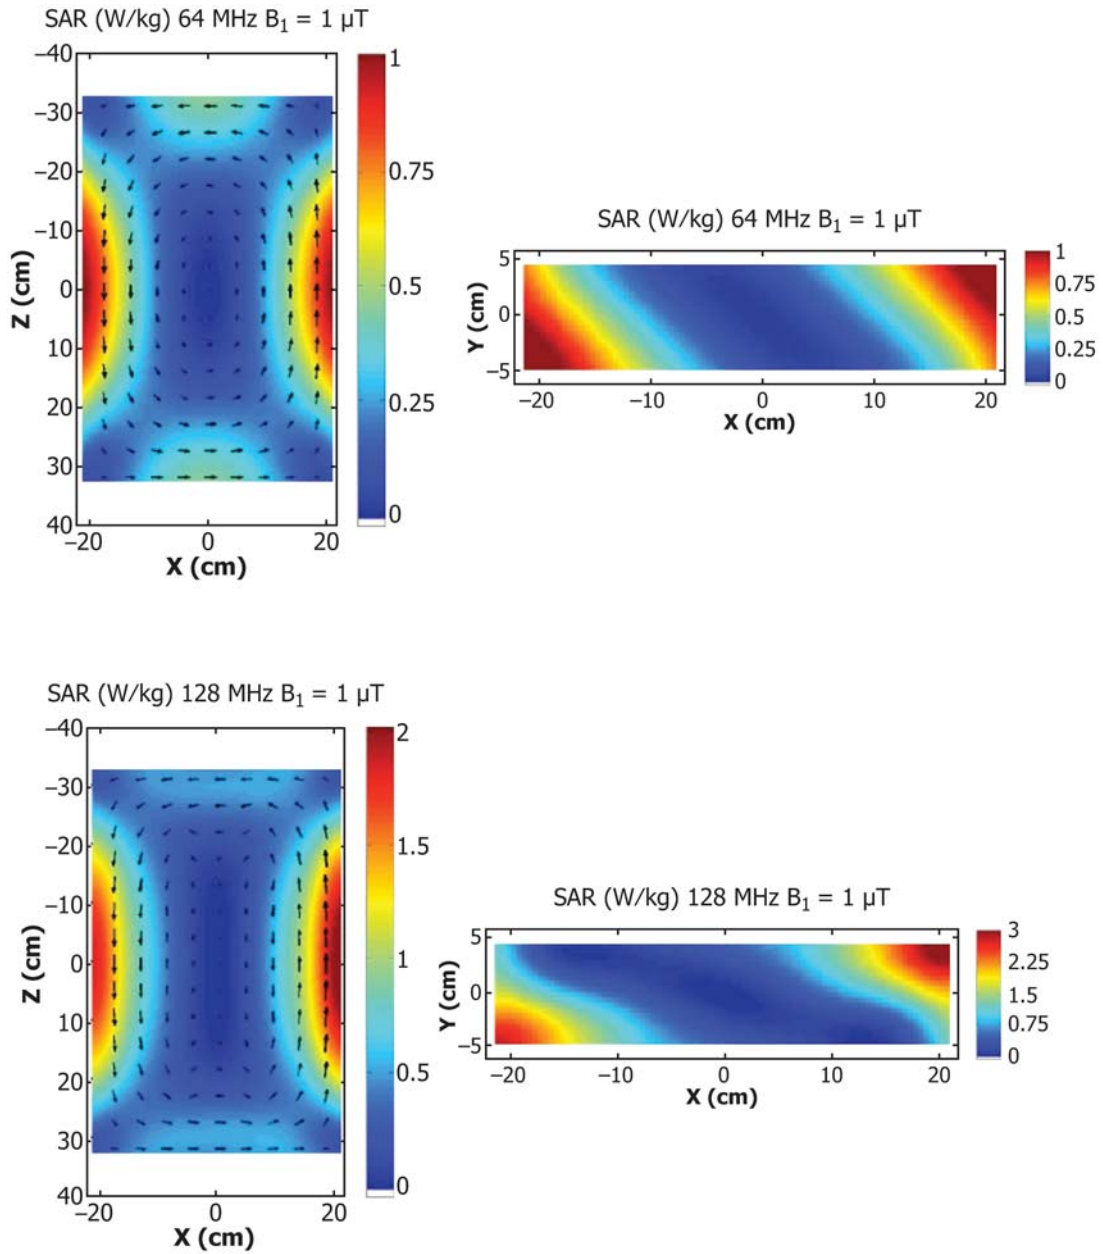 SAR (W/kg) 64 MHz B₁ = 1 μT
−40
−30
−20
−10
0
10
20
30
40
Z (cm)
−20 0 20
X (cm)
1
0.75
0.5
0.25
0
SAR (W/kg) 64 MHz B₁ = 1 μT
5
0
−5
Y (cm)
−20 −10 0 10 20
X (cm)
1
0.75
0.5
0.25
0
SAR (W/kg) 128 MHz B₁ = 1 μT
−40
−30
−20
−10
0
10
20
30
40
Z (cm)
−20 0 20
X (cm)
2
1.5
1
0.5
0
SAR (W/kg) 128 MHz B₁ = 1 μT
5
0
−5
Y (cm)
−20 −10 0 10 20
X (cm)
3
2.25
1.5
0.75
0